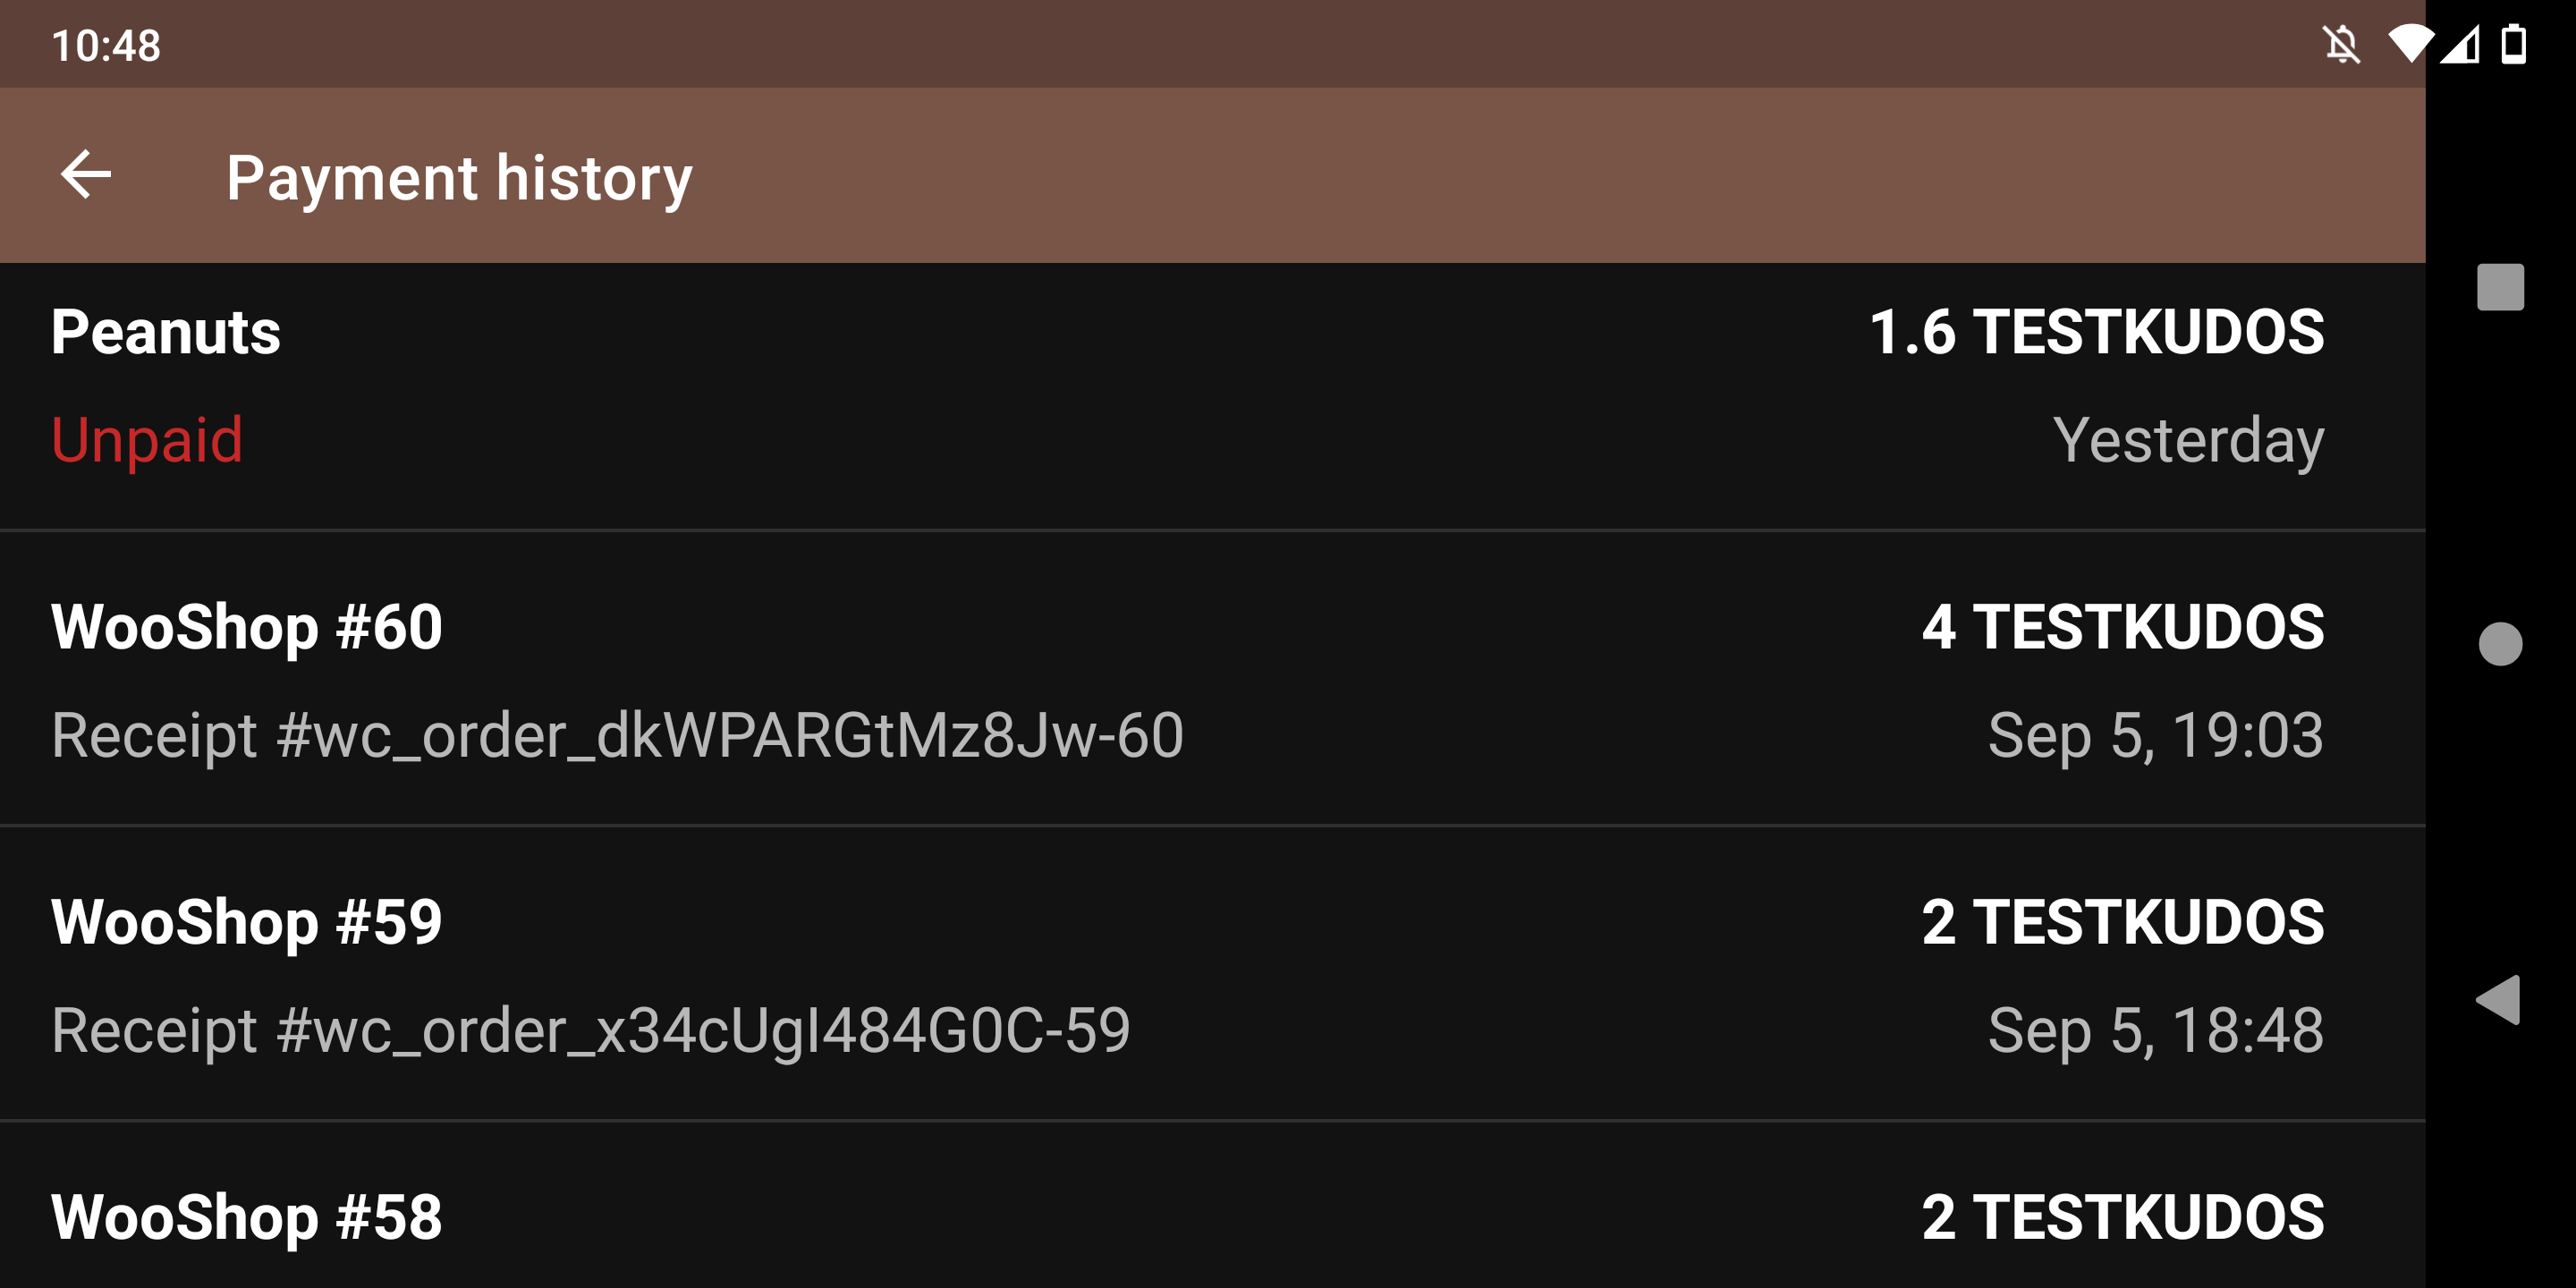 10:48
Payment history
Peanuts
1.6 TESTKUDOS
Unpaid
Yesterday
WooShop #60
4 TESTKUDOS
Receipt #wc_order_dkWPARGtMz8Jw-60
Sep 5, 19:03
WooShop #59
2 TESTKUDOS
Receipt #wc_order_x34cUgI484G0C-59
Sep 5, 18:48
WooShop #58
2 TESTKUDOS